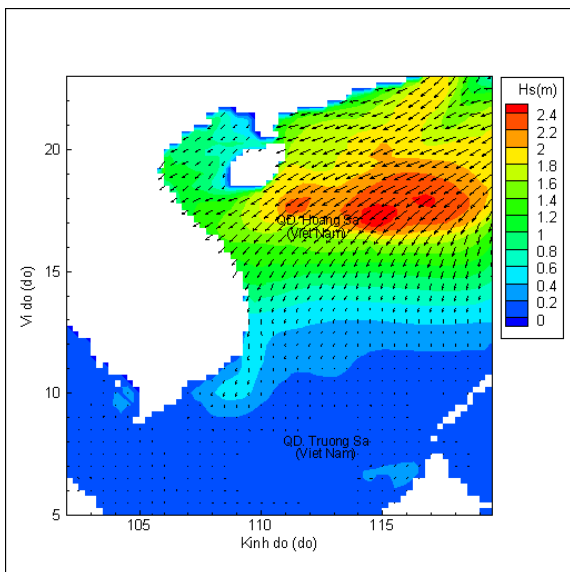 Hs(m)
2.4
2.2
2
1.8
1.6
1.4
1.2
1
0.8
0.6
0.4
0.2
0
20
15
10
5
Vi do (do)
QD. Hoang Sa
(Viet Nam)
QD. Truong Sa
(Viet Nam)
105
110
115
Kinh do (do)